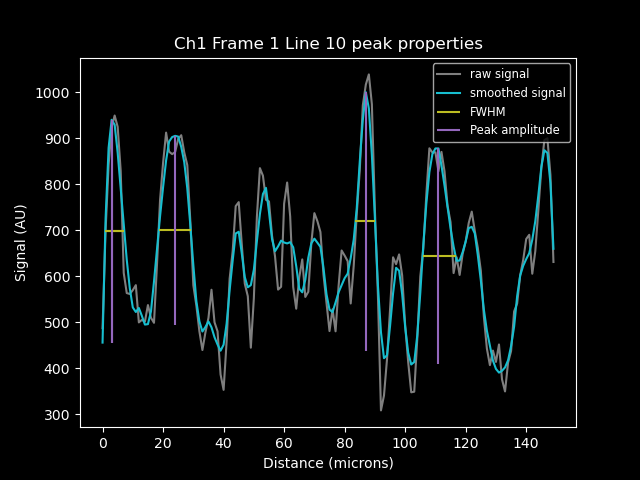 Ch1 Frame 1 Line 10 peak properties
raw signal
smoothed signal
FWHM
Peak amplitude
Signal (AU)
1000
900
800
700
600
500
400
300
0 20 40 60 80 100 120 140
Distance (microns)